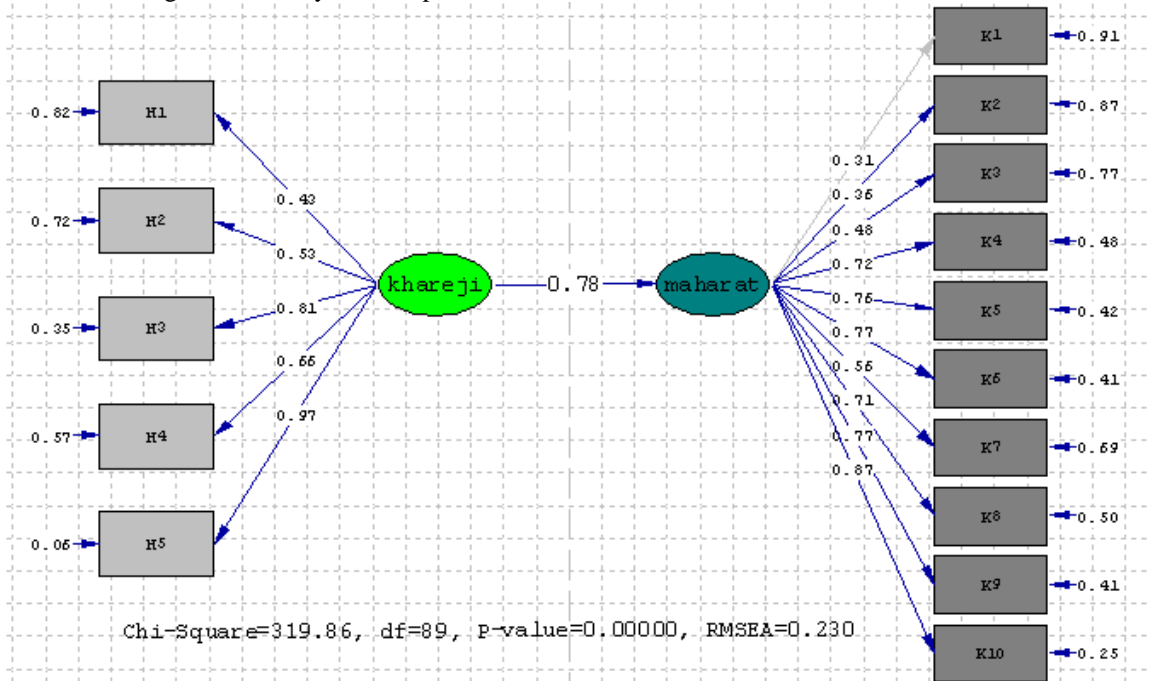 0.82 H1
0.72 H2
0.35 H3
0.57 H4
0.06 H5
0.43
0.53
0.81
0.66
0.97
khareji
0.78
maharat
0.31
0.36
0.48
0.72
0.76
0.77
0.56
0.71
0.77
0.87
K1 0.91
K2 0.87
K3 0.77
K4 0.48
K5 0.42
K6 0.41
K7 0.69
K8 0.50
K9 0.41
K10 0.25
Chi-Square=319.86, df=89, P-value=0.00000, RMSEA=0.230